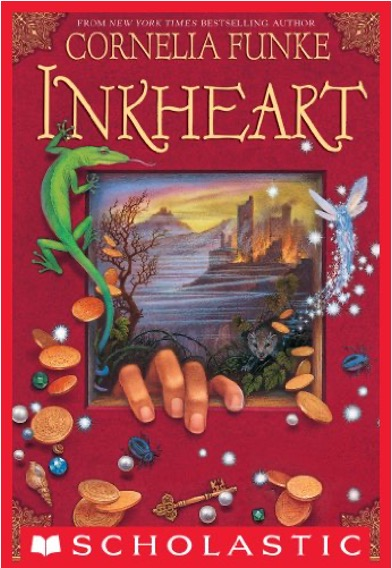 FROM NEW YORK TIMES BESTSELLING AUTHOR
CORNELIA FUNKE
INKHEART
SCHOLASTIC